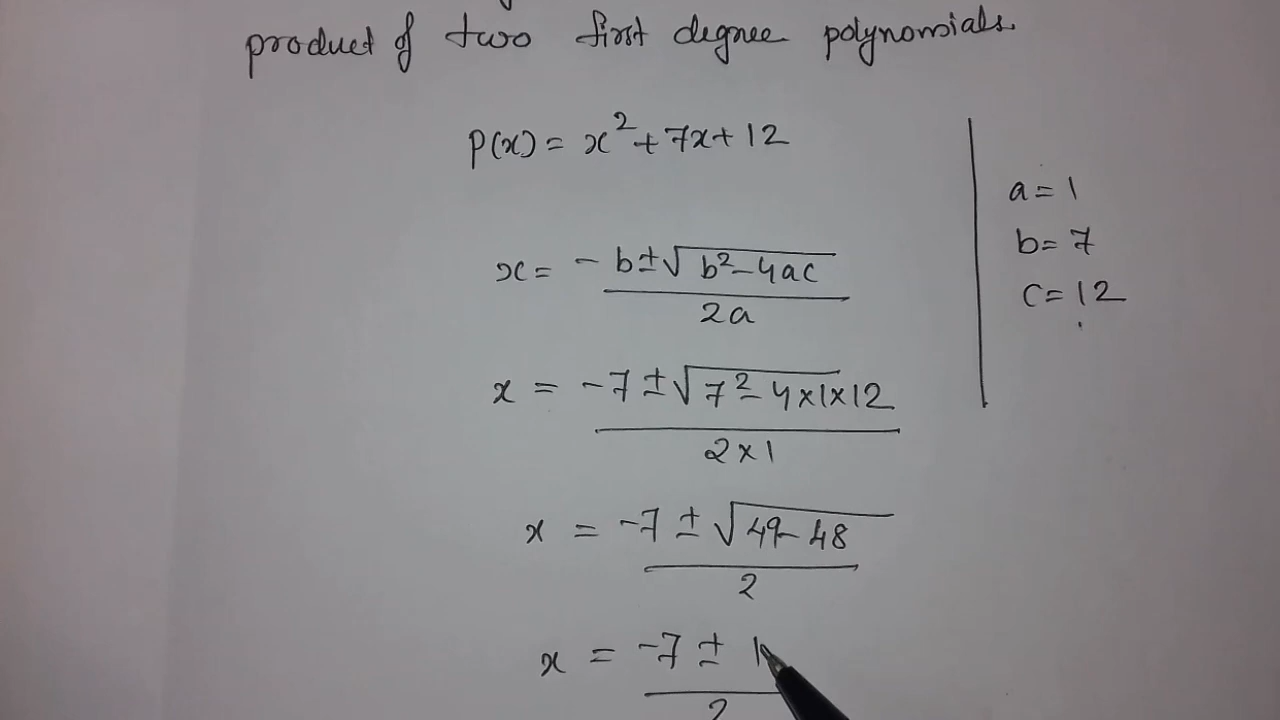 product of two first degree polynomials.
P(x) = x² + 7x + 12
a = 1
b = 7
c = 12
x = -b ± √(b² - 4ac) / 2a
x = -7 ± √(7² - 4×1×12) / 2×1
x = -7 ± √(49 - 48) / 2
x = -7 ± 1 / 2